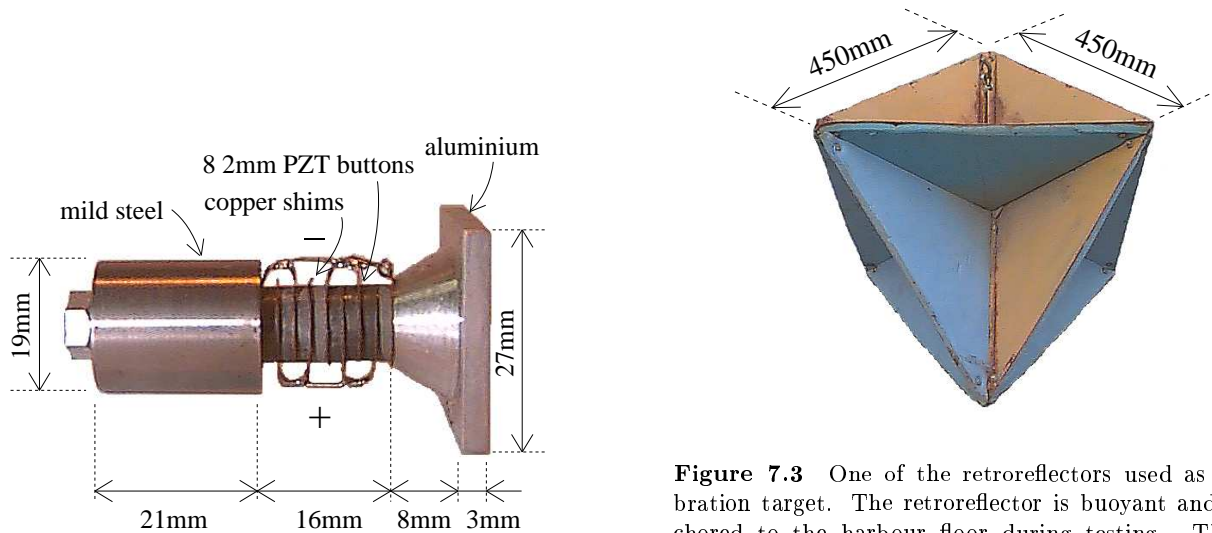 8 2mm PZT buttons
aluminium
copper shims
mild steel
−
19mm
27mm
+
21mm 16mm 8mm 3mm
450mm 450mm
Figure 7.3 One of the retroreflectors used as
bration target. The retroreflector is buoyant and
chored to the harbour floor during testing.